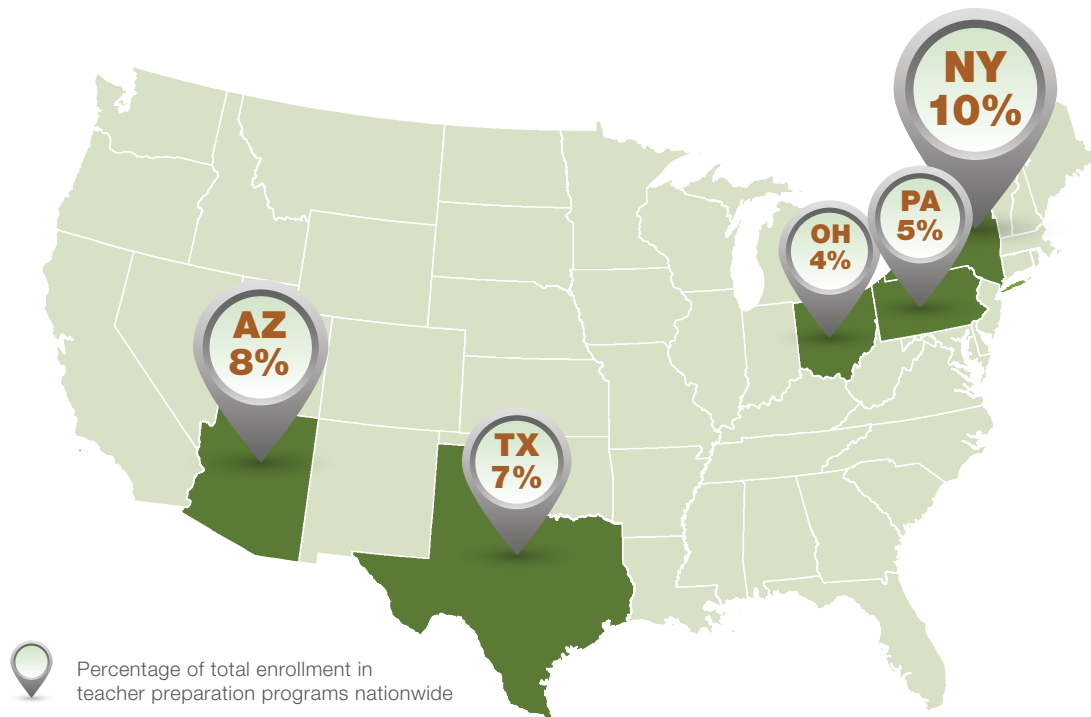 NY
10%
PA
5%
OH
4%
AZ
8%
TX
7%
Percentage of total enrollment in
teacher preparation programs nationwide